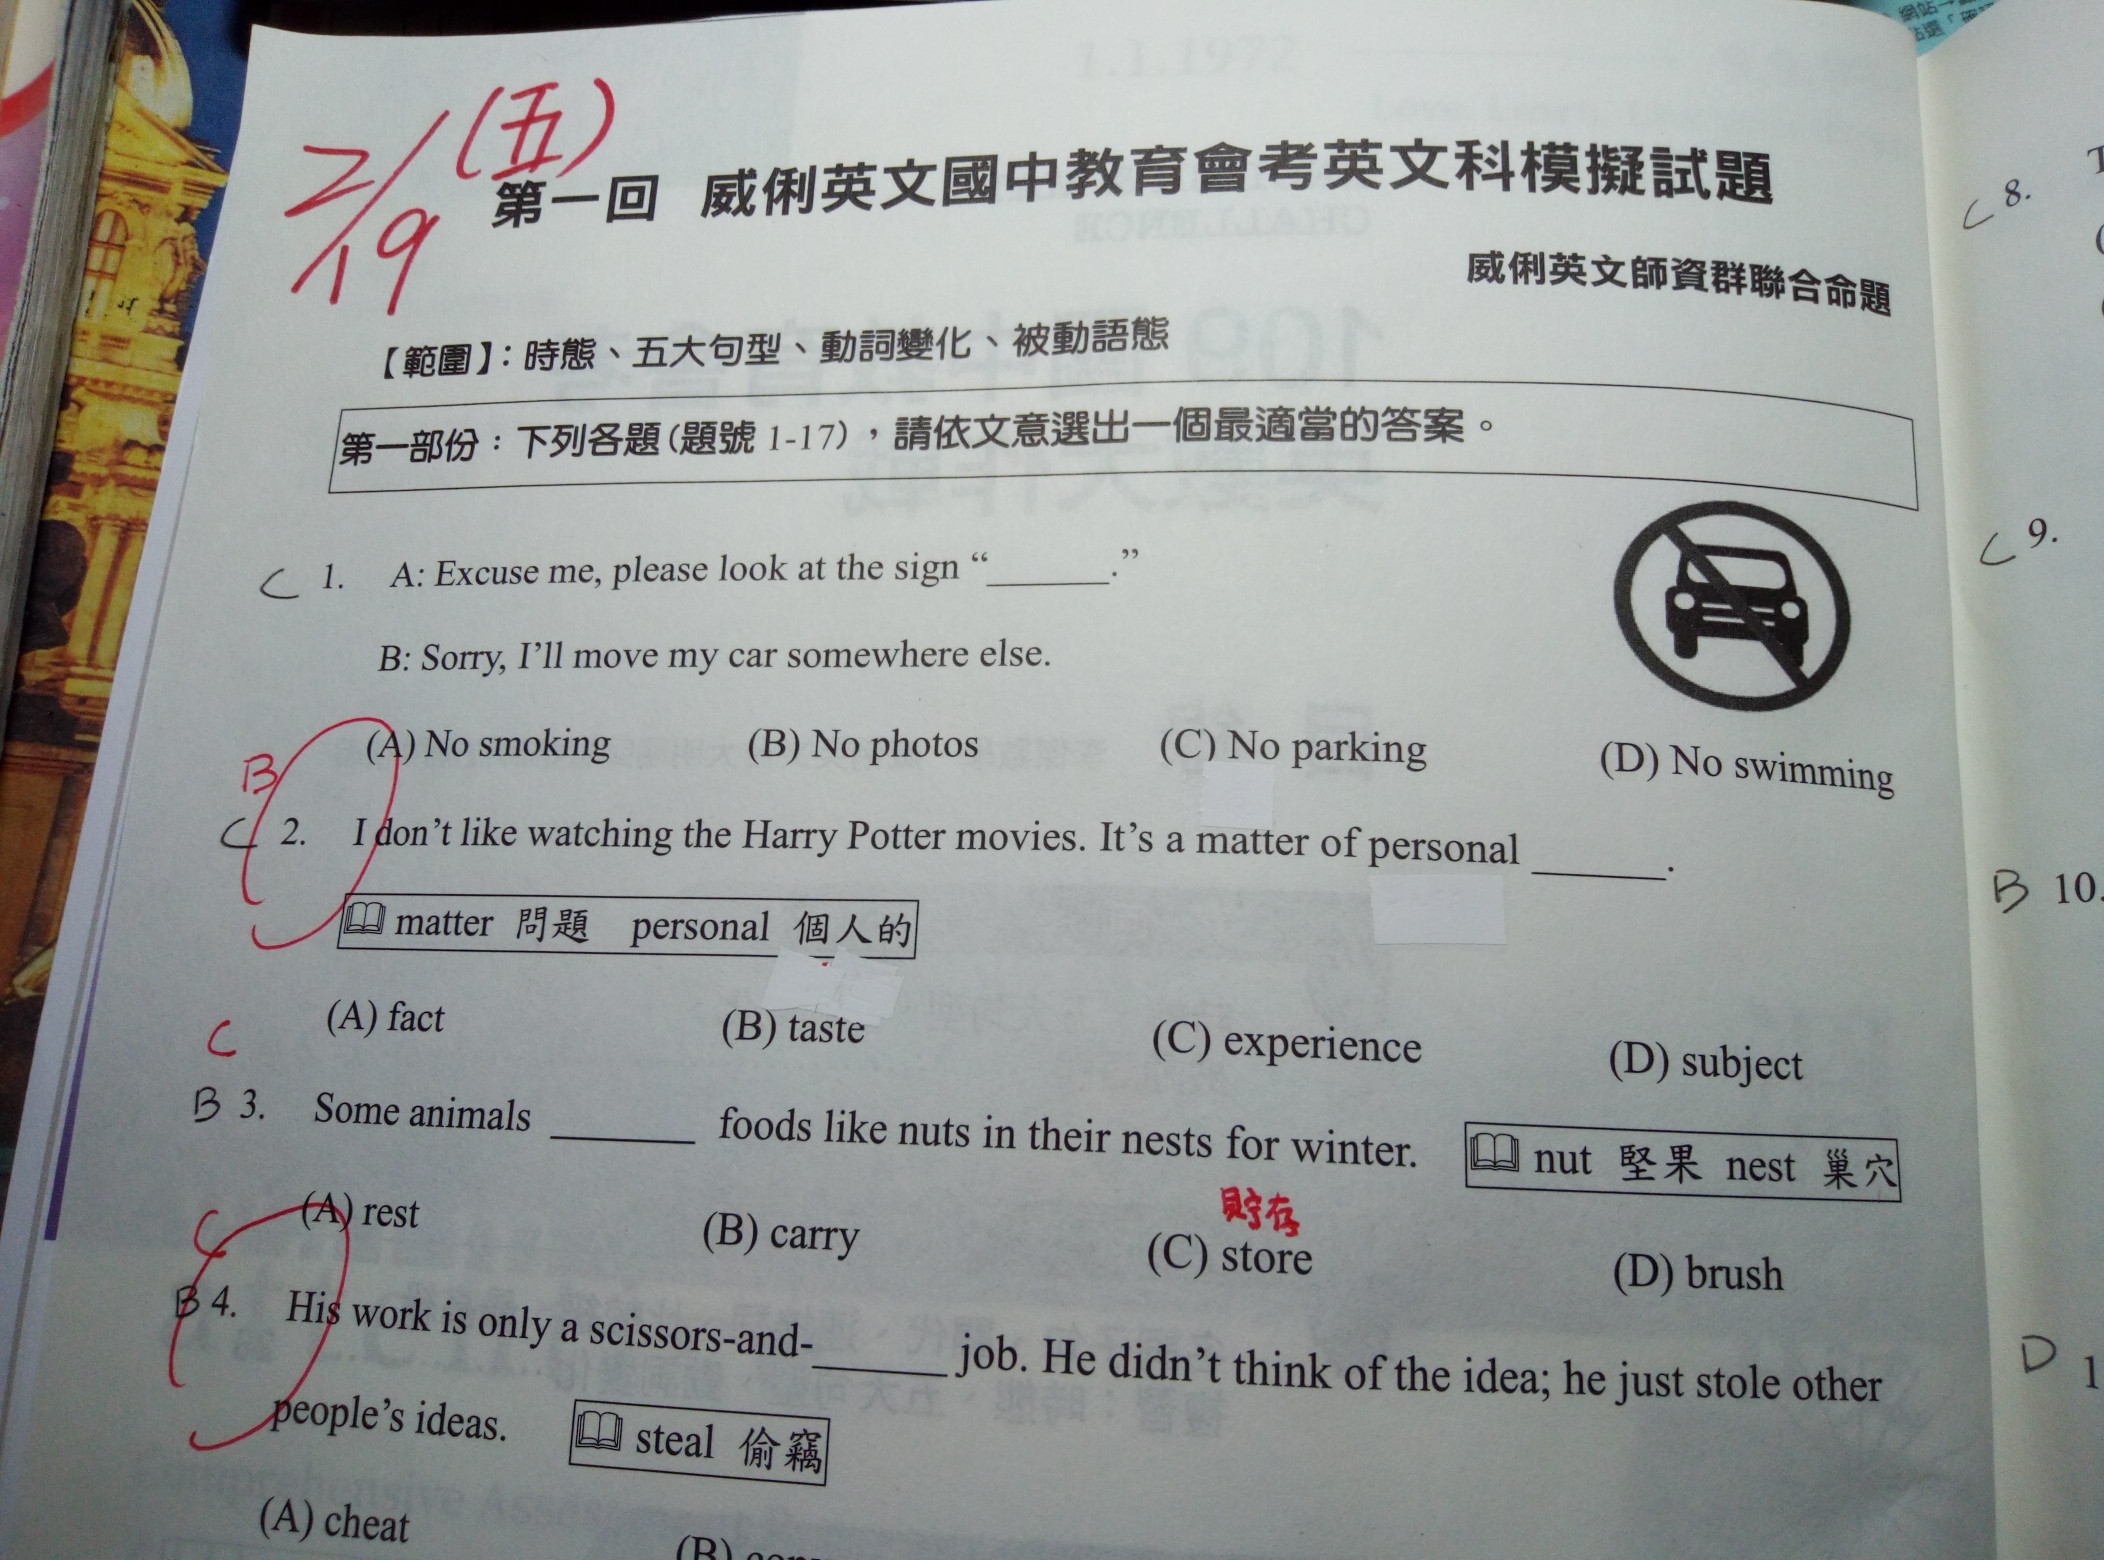 2/19 (五)
第一回 威俐英文國中教育會考英文科模擬試題
威俐英文師資群聯合命題
【範圍】：時態、五大句型、動詞變化、被動語態
第一部份：下列各題(題號 1-17)，請依文意選出一個最適當的答案。
C 1. A: Excuse me, please look at the sign “_______.”
B: Sorry, I’ll move my car somewhere else.
(A) No smoking (B) No photos (C) No parking (D) No swimming
B
C 2. I don’t like watching the Harry Potter movies. It’s a matter of personal _______.
matter 問題 personal 個人的
(A) fact (B) taste (C) experience (D) subject
C
B 3. Some animals _______ foods like nuts in their nests for winter. nut 堅果 nest 巢穴
貯存
(A) rest (B) carry (C) store (D) brush
C
B 4. His work is only a scissors-and-_______ job. He didn’t think of the idea; he just stole other
people’s ideas. steal 偷竊
(A) cheat (B)
C 8.
C 9.
B 10.
D 1